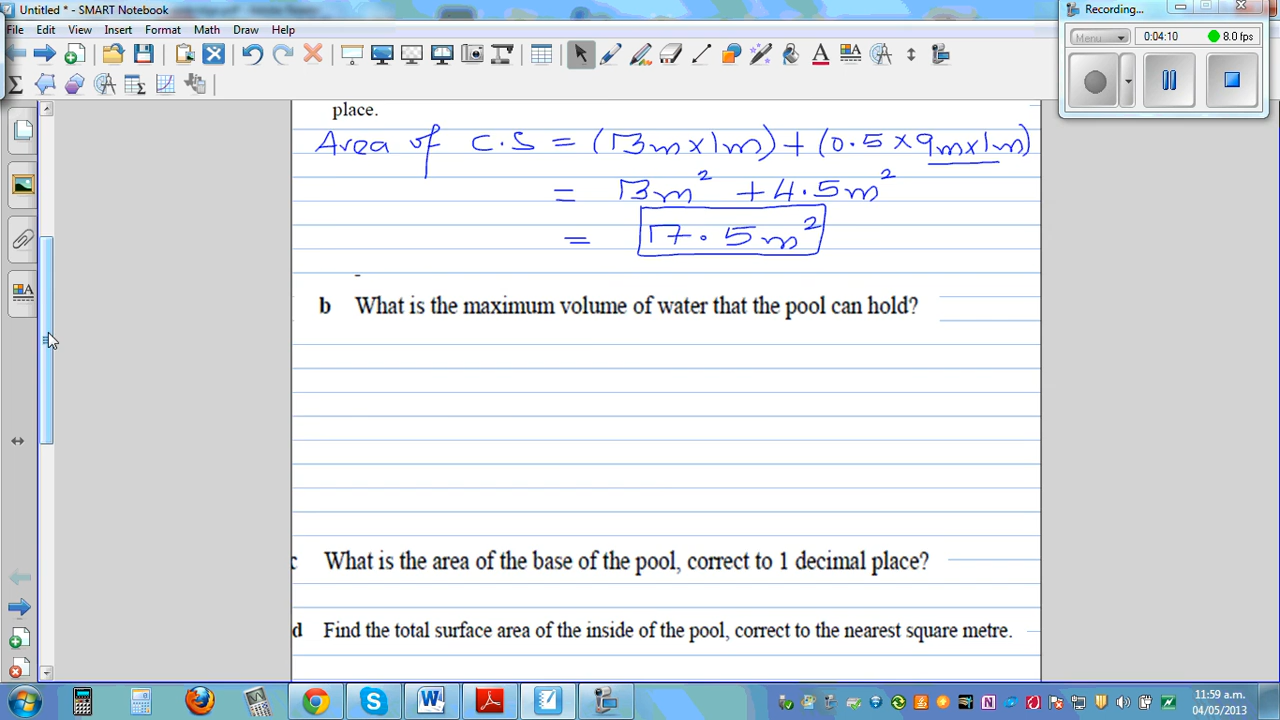 Untitled * - SMART Notebook
Recording...
File Edit View Insert Format Math Draw Help
Menu 0:04:10 8.0 fps
place.
Area of C.S = (13m x 1m) + (0.5 x 9m x 1m)
= 13m² + 4.5m²
= 17.5m²
b What is the maximum volume of water that the pool can hold?
c What is the area of the base of the pool, correct to 1 decimal place?
d Find the total surface area of the inside of the pool, correct to the nearest square metre.
11:59 a.m.
04/05/2013